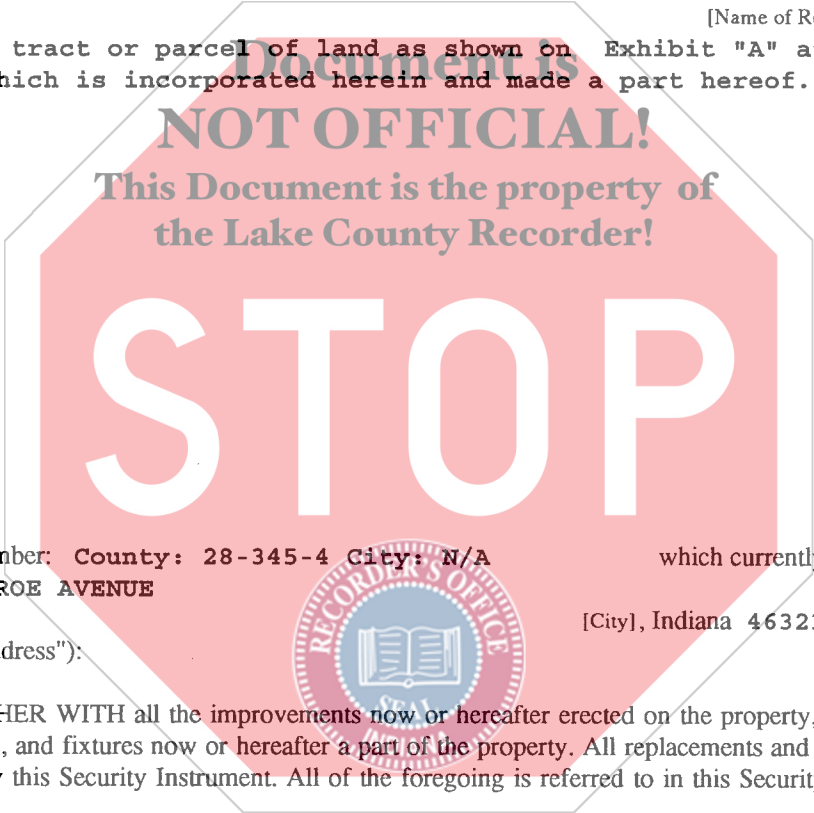 [Name of Re
tract or parcel of land as shown on Exhibit "A" a
hich is incorporated herein and made a part hereof.
Document is
NOT OFFICIAL!
This Document is the property of
the Lake County Recorder!
STOP
nber: County: 28-345-4 City: N/A which currently
ROE AVENUE
[City], Indiana 4632
dress"):
RECORDER'S OFFICE
SEAL
INDIANA
HER WITH all the improvements now or hereafter erected on the property,
, and fixtures now or hereafter a part of the property. All replacements and
this Security Instrument. All of the foregoing is referred to in this Securit